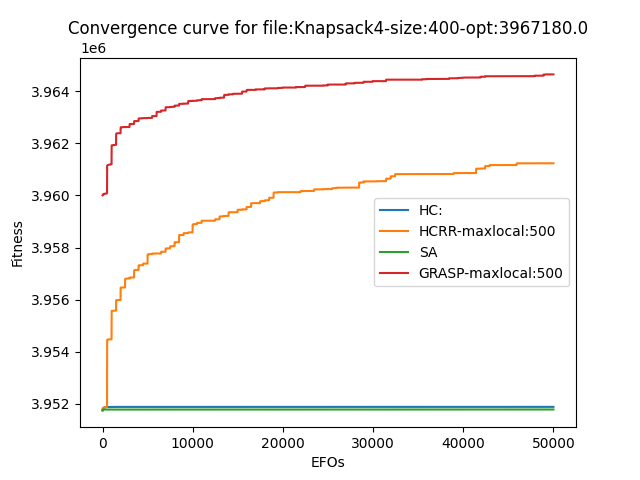 Convergence curve for file:Knapsack4-size:400-opt:3967180.0
1e6
3.964
3.962
3.960
3.958
3.956
3.954
3.952
Fitness
HC:
HCRR-maxlocal:500
SA
GRASP-maxlocal:500
0 10000 20000 30000 40000 50000
EFOs